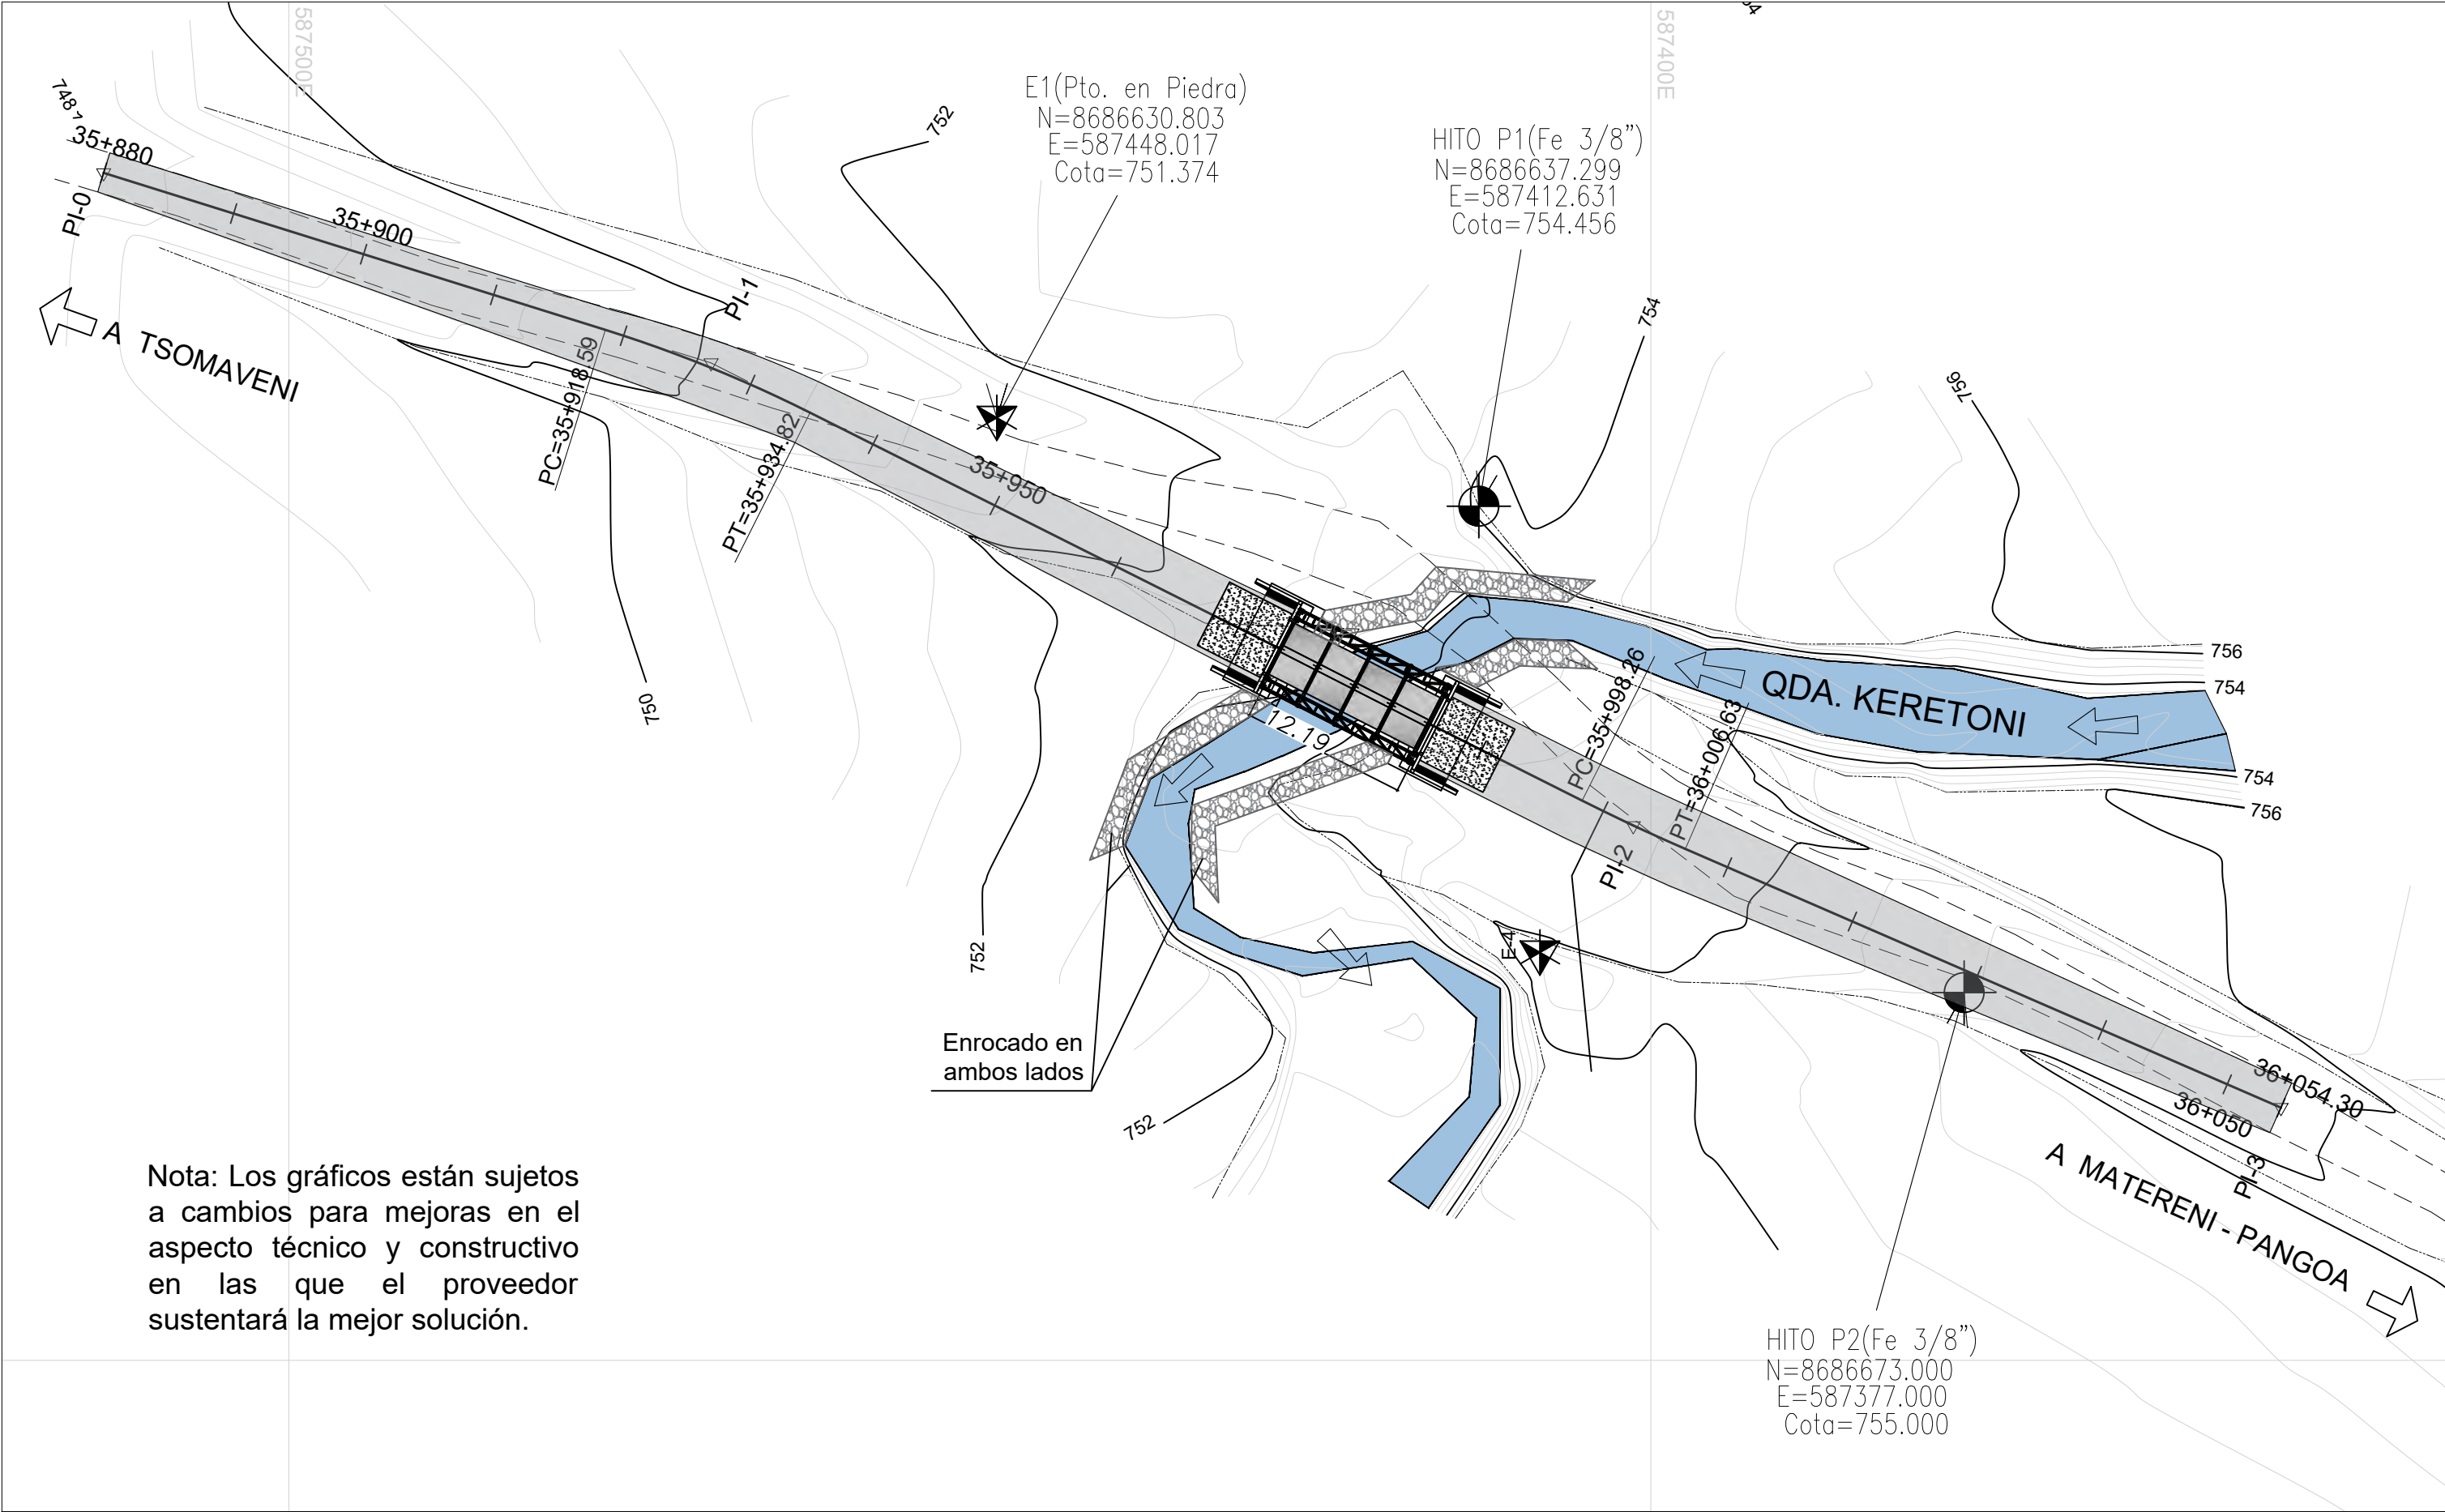 587500E
587400E
E1(Pto. en Piedra)
N=8686630.803
E=587448.017
Cota=751.374
HITO P1(Fe 3/8")
N=8686637.299
E=587412.631
Cota=754.456
748
35+880
PI-0
35+900
PI-1
A TSOMAVENI
PC=35+918.59
PT=35+934.82
35+950
752
754
756
750
752
12.19
PC=35+998.26
PT=36+006.63
QDA. KERETONI
756
754
754
756
PI-2
E-4
Enrocado en
ambos lados
752
36+054.30
36+050
PI-3
A MATERENI - PANGOA
Nota: Los gráficos están sujetos
a cambios para mejoras en el
aspecto técnico y constructivo
en las que el proveedor
sustentará la mejor solución.
HITO P2(Fe 3/8")
N=8686673.000
E=587377.000
Cota=755.000